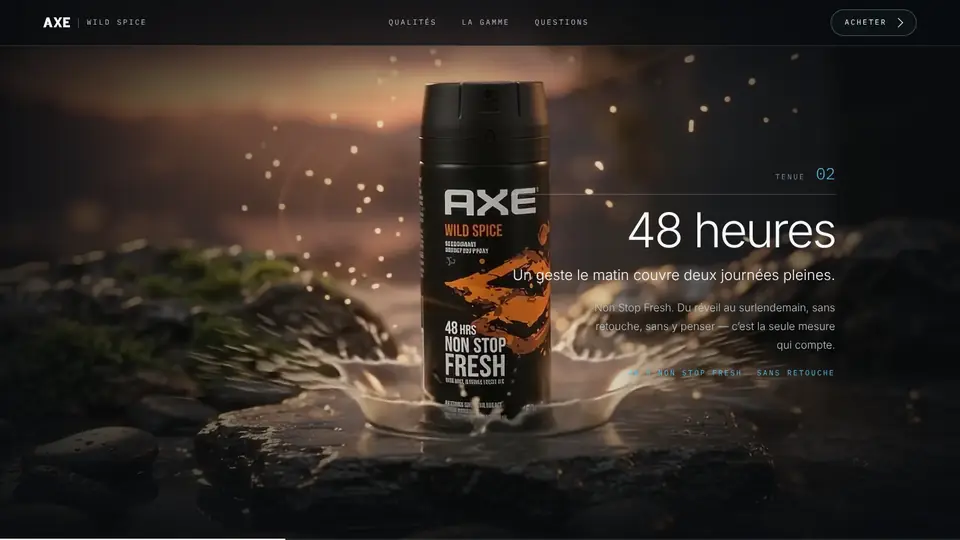 AXE | WILD SPICE
QUALITÉS
LA GAMME
QUESTIONS
ACHETER
TENUE 02
48 heures
Un geste le matin couvre deux journées pleines.
Non Stop Fresh. Du réveil au surlendemain, sans
retouche, sans y penser — c'est la seule mesure
qui compte.
NON STOP FRESH. SANS RETOUCHE
AXE
WILD SPICE
48 HRS
NON STOP
FRESH